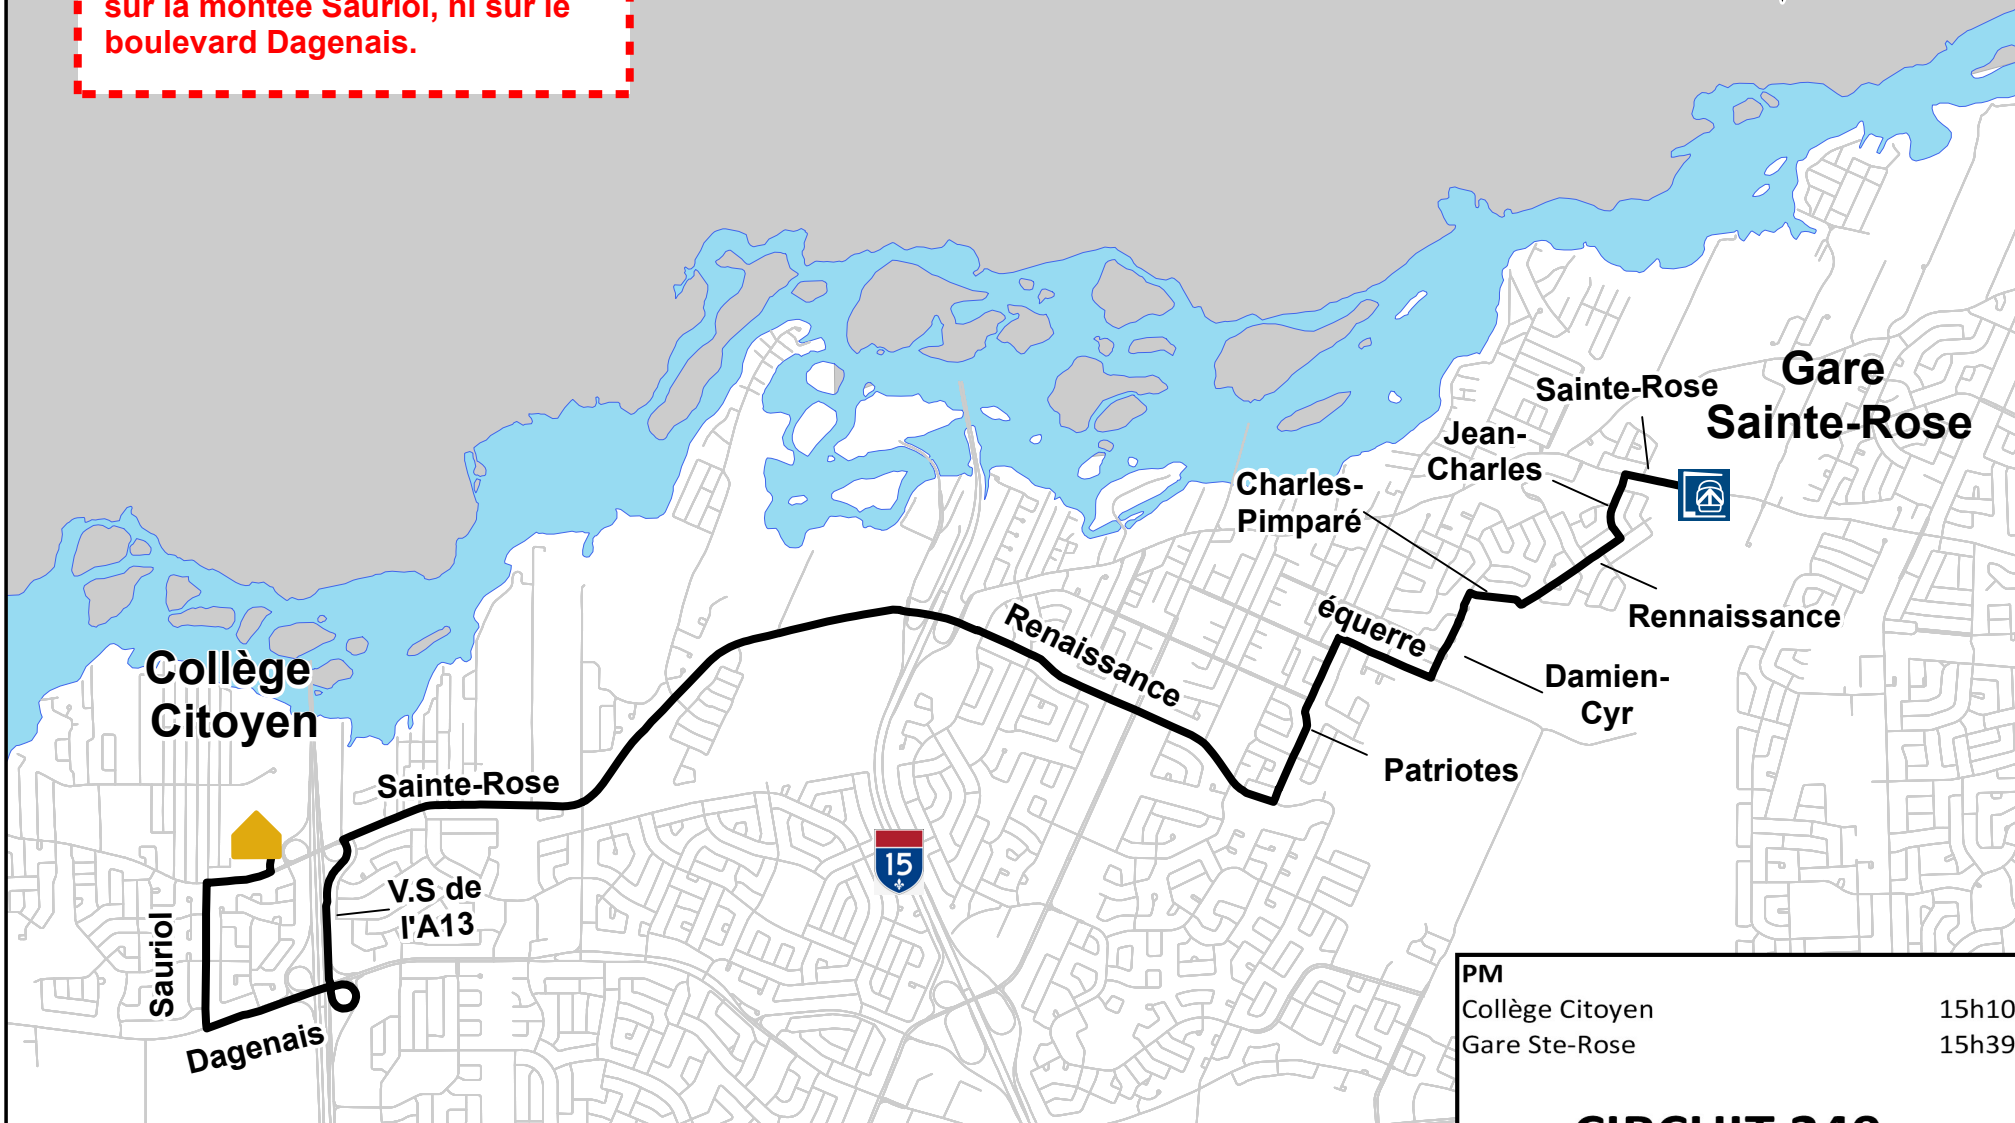 sur la montée Sauriol, ni sur le
boulevard Dagenais.
Gare
Sainte-Rose
Sainte-Rose
Jean-
Charles
Charles-
Pimparé
équerre
Rennaissance
Renaissance
Damien-
Cyr
Patriotes
Collège
Citoyen
Sainte-Rose
15
V.S de
l'A13
Sauriol
Dagenais
PM
Collège Citoyen 15h10
Gare Ste-Rose 15h39